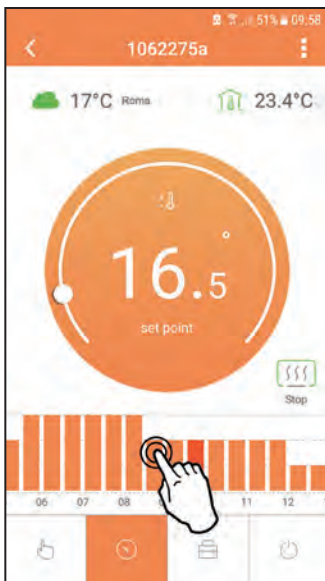 51% 09:58
1062275a
17°C Roma 23.4°C
16.5°
set point
Stop
06 07 08 11 12